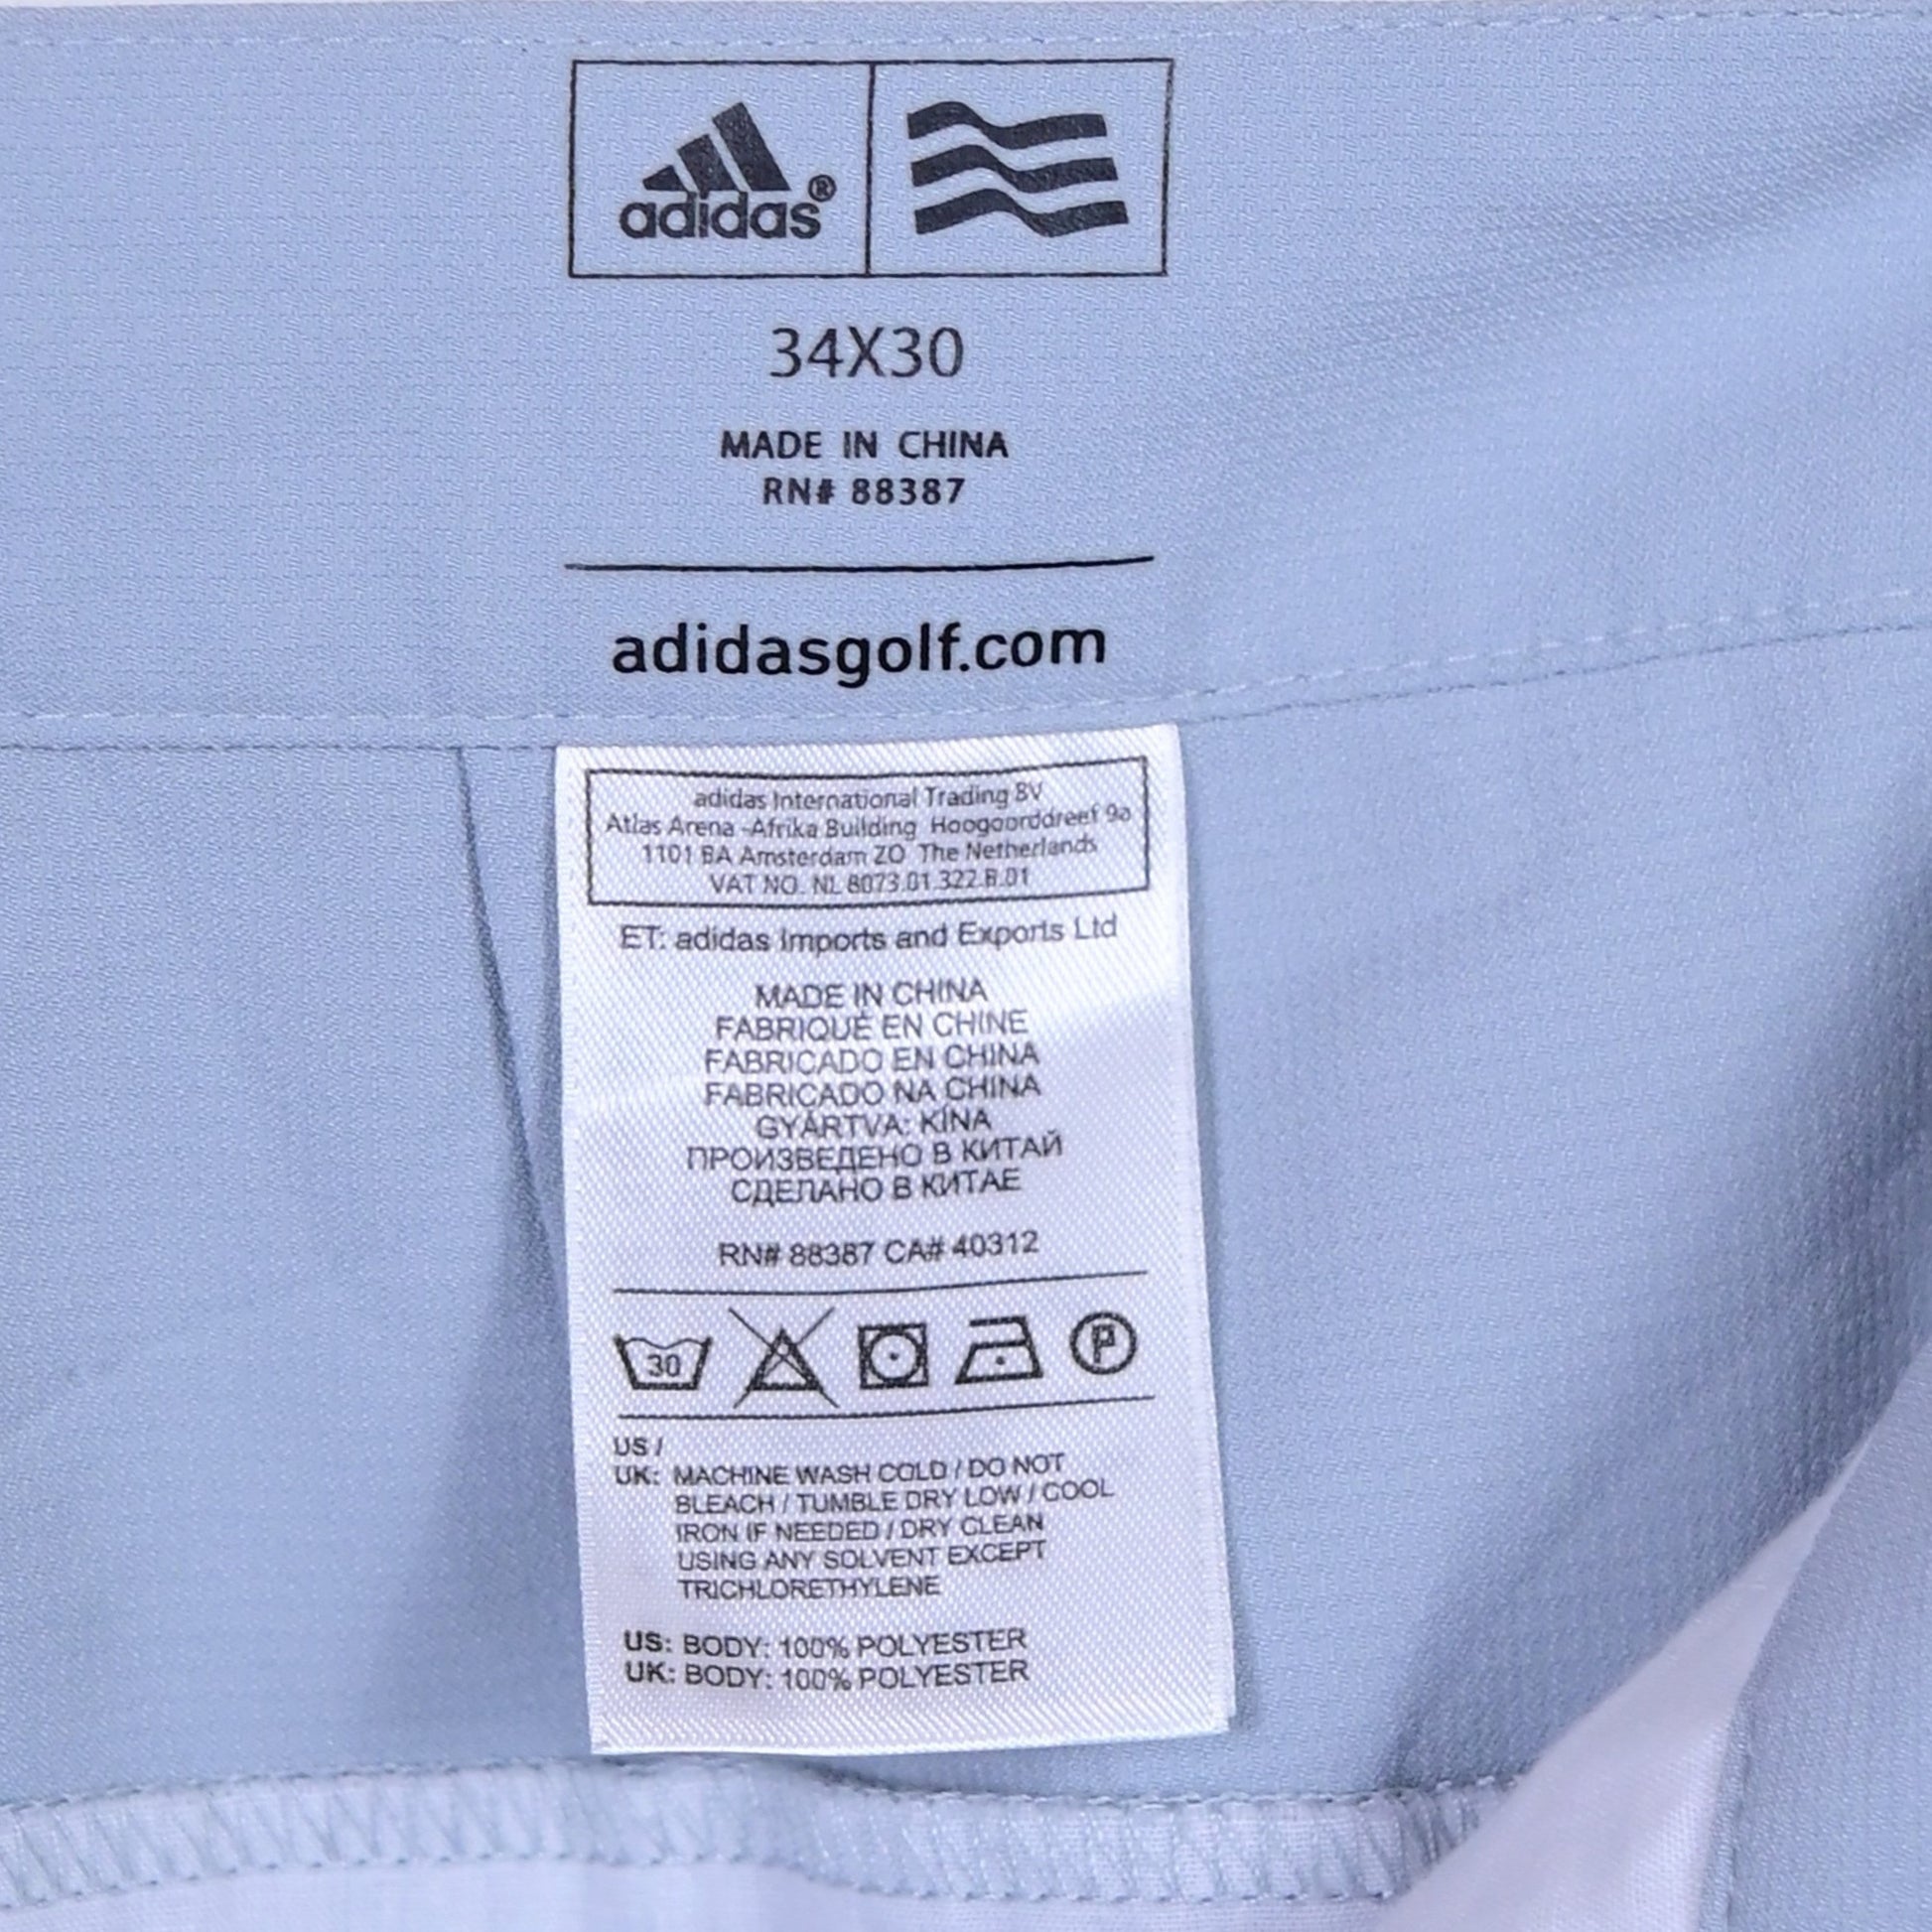 adidas®
34X30
MADE IN CHINA
RN# 88387
adidasgolf.com
adidas International Trading BV
Atlas Arena -Afrika Building Hoogoorddreef 9a
1101 BA Amsterdam ZO The Netherlands
VAT NO. NL 8073.01.322.B.01
ET: adidas Imports and Exports Ltd
MADE IN CHINA
FABRIQUÉ EN CHINE
FABRICADO EN CHINA
FABRICADO NA CHINA
GYÁRTVA: KÍNA
ПРОИЗВЕДЕНО В КИТАЙ
СДЕЛАНО В КИТАЕ
RN# 88387 CA# 40312
30 P
US /
UK: MACHINE WASH COLD / DO NOT
BLEACH / TUMBLE DRY LOW / COOL
IRON IF NEEDED / DRY CLEAN
USING ANY SOLVENT EXCEPT
TRICHLORETHYLENE
US: BODY: 100% POLYESTER
UK: BODY: 100% POLYESTER